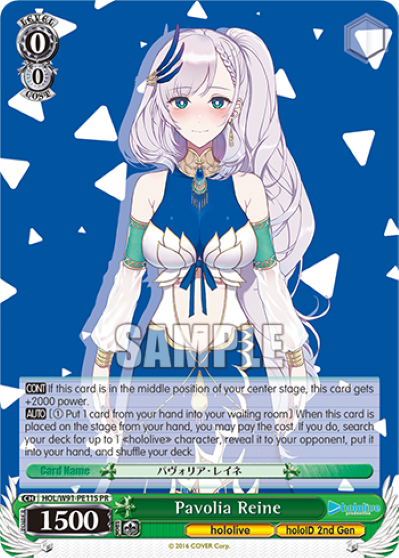 LEVEL
0
0
COST
SAMPLE
CONT If this card is in the middle position of your center stage, this card gets
+2000 power.
AUTO [① Put 1 card from your hand into your waiting room] When this card is
placed on the stage from your hand, you may pay the cost. If you do, search
your deck for up to 1 <hololive> character, reveal it to your opponent, put it
into your hand, and shuffle your deck.
Card Name パヴォリア・レイネ
CH HOL/W91-PE115 PR
1500 Pavolia Reine
hololive hololive hololD 2nd Gen
© 2016 COVER Corp.